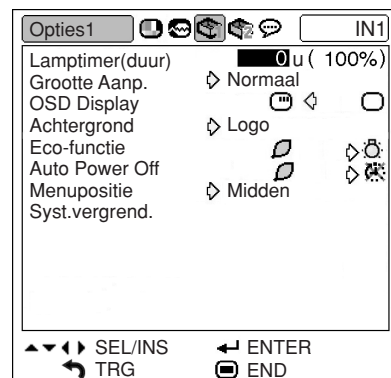 Opties1 IN1
Lamptimer(duur) 0 u ( 100%)
Grootte Aanp. Normaal
OSD Display
Achtergrond Logo
Eco-functie
Auto Power Off
Menupositie Midden
Syst.vergrend.
SEL/INS ENTER
TRG END